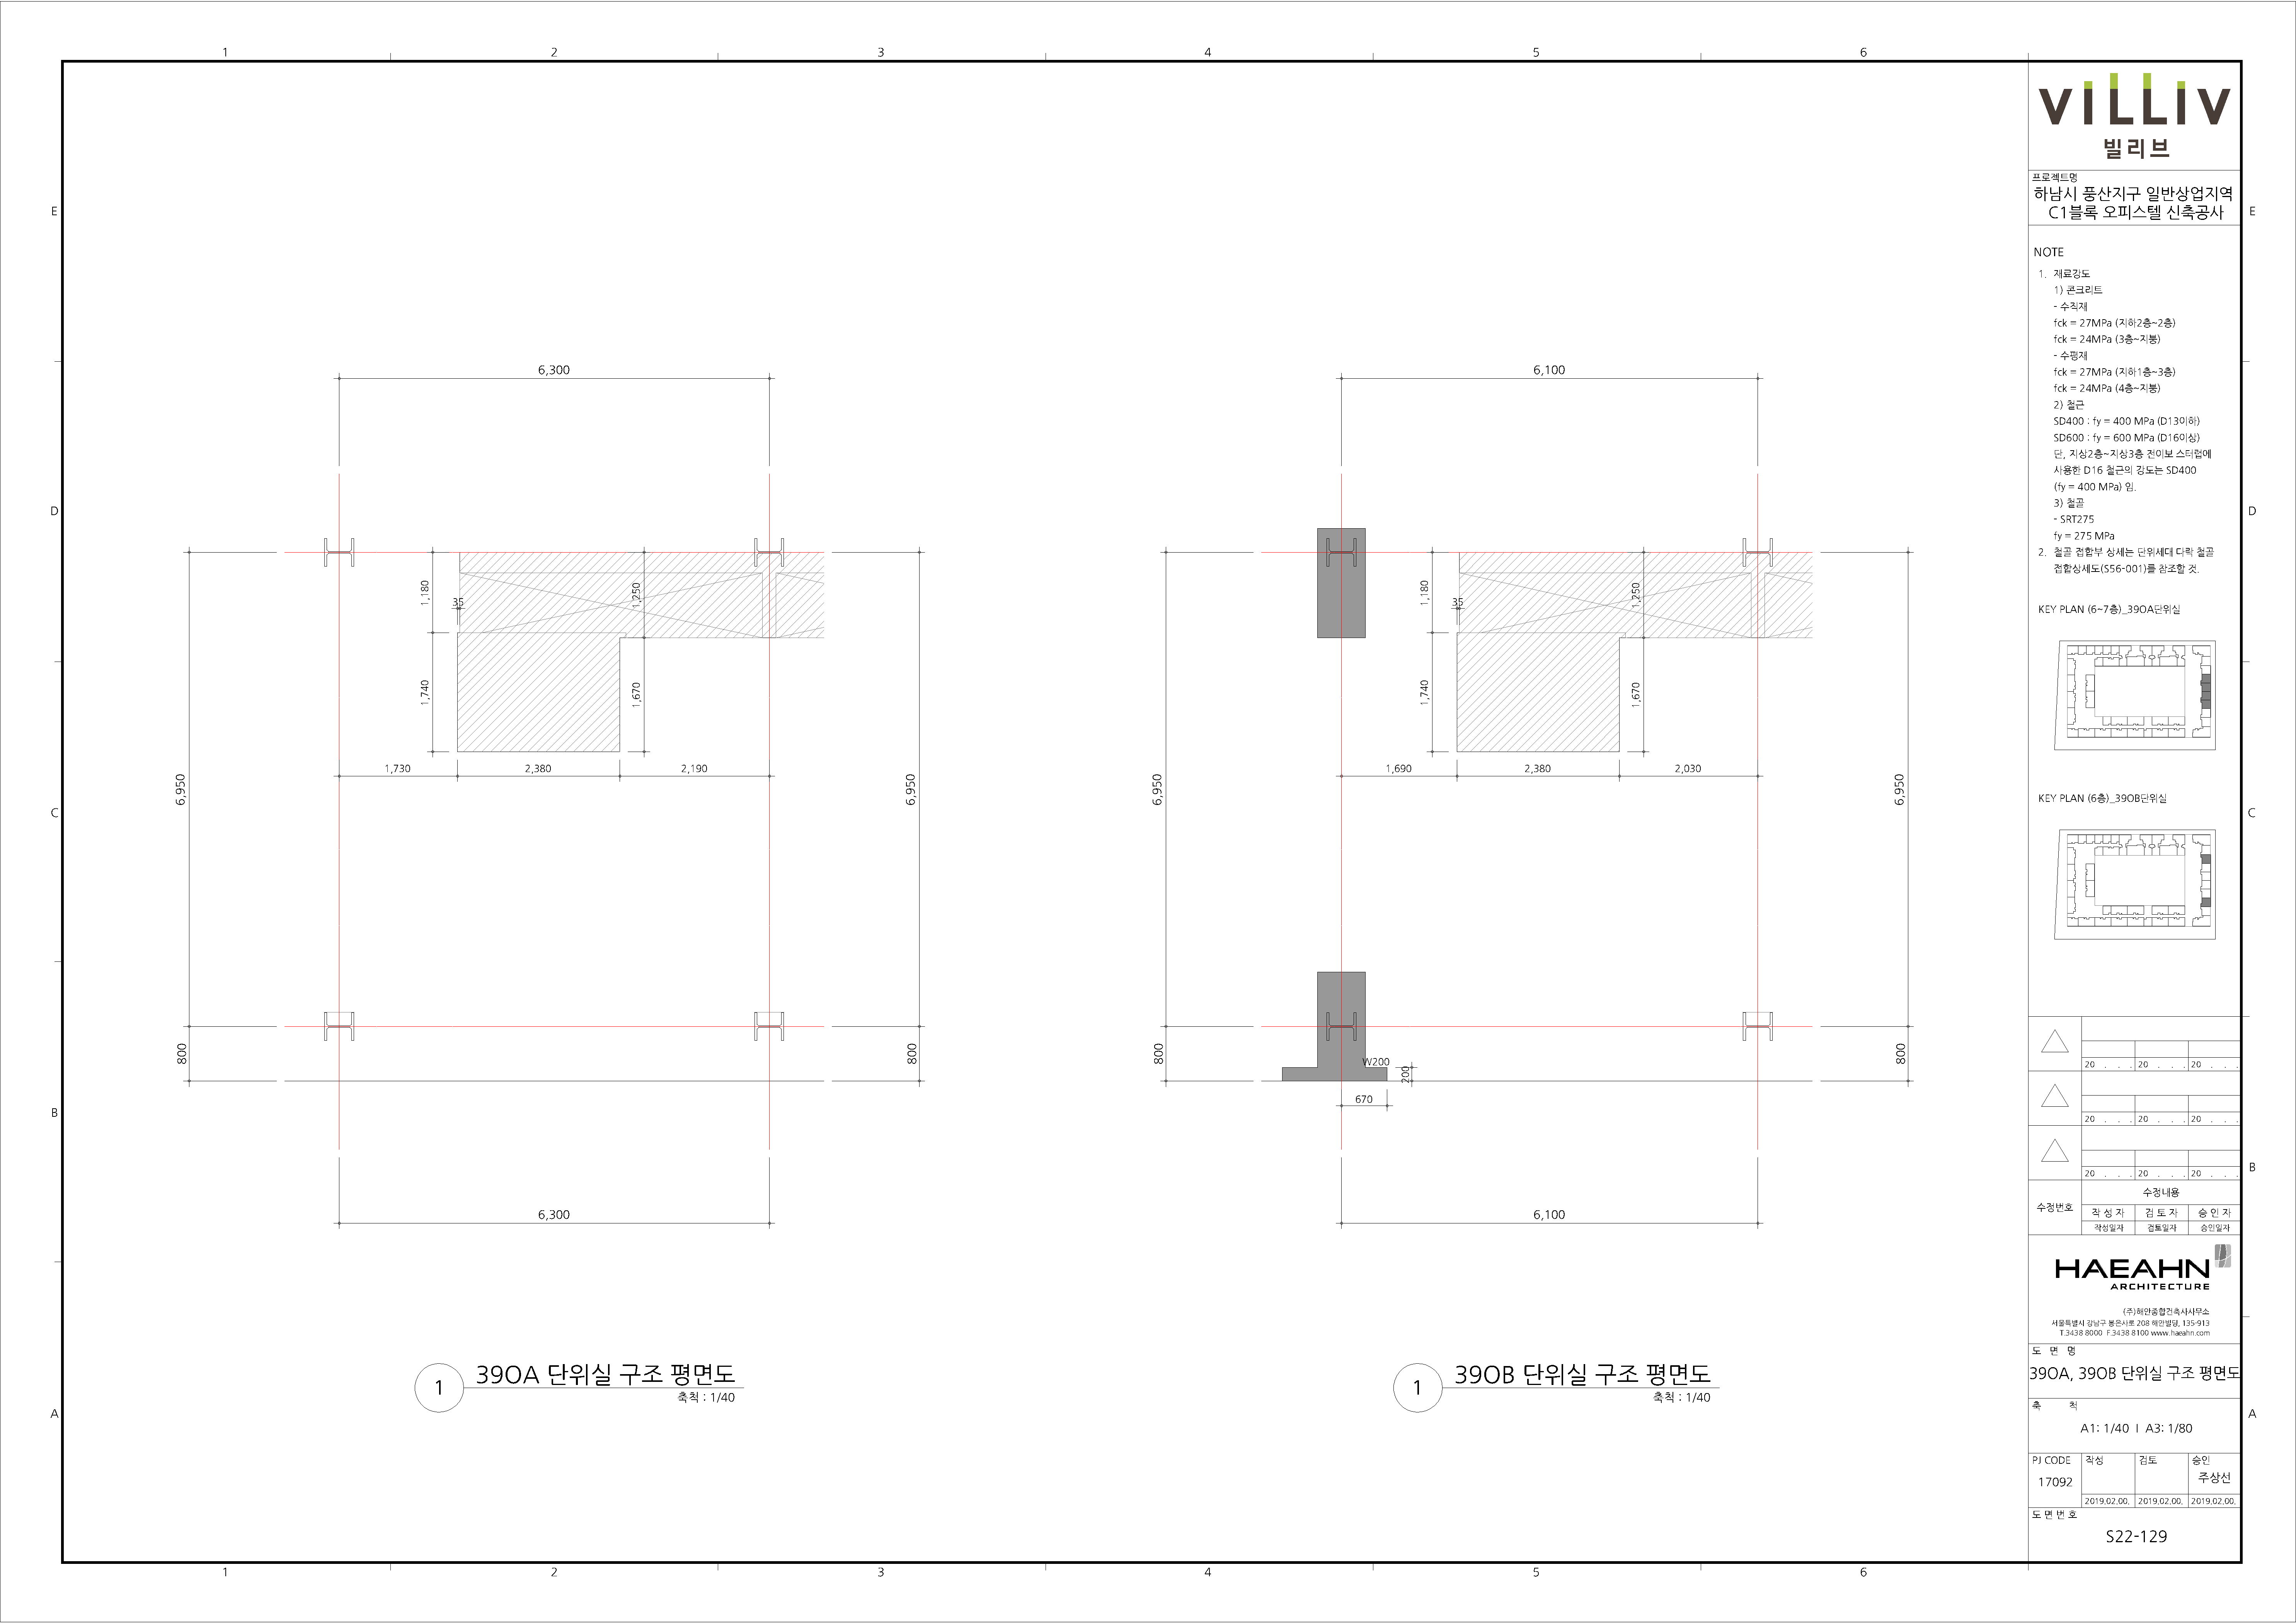 1 2 3 4 5 6
E
D
C
B
A
6,300
1,180
35
1,250
1,740
1,670
1,730
2,380
2,190
6,950
6,950
800
800
6,300
1
39OA 단위실 구조 평면도
축척 : 1/40
6,100
1,180
35
1,250
1,740
1,670
1,690
2,380
2,030
6,950
6,950
W200
200
800
800
670
6,100
1
39OB 단위실 구조 평면도
축척 : 1/40
ViLLiV
빌리브
프로젝트명
하남시 풍산지구 일반상업지역
C1블록 오피스텔 신축공사
NOTE
1. 재료강도
1) 콘크리트
- 수직재
fck = 27MPa (지하2층~2층)
fck = 24MPa (3층~지붕)
- 수평재
fck = 27MPa (지하1층~3층)
fck = 24MPa (4층~지붕)
2) 철근
SD400 : fy = 400 MPa (D13이하)
SD600 : fy = 600 MPa (D16이상)
단, 지상2층~지상3층 전이보 스터럽에
사용한 D16 철근의 강도는 SD400
(fy = 400 MPa) 임.
3) 철골
- SRT275
fy = 275 MPa
2. 철골 접합부 상세는 단위세대 다락 철골
접합상세도(S56-001)를 참조할 것.
KEY PLAN (6~7층)_39OA단위실
KEY PLAN (6층)_39OB단위실
20 . . . 20 . . . 20 . . .
20 . . . 20 . . . 20 . . .
20 . . . 20 . . . 20 . . .
수정번호
수정내용
작 성 자 검 토 자 승 인 자
작성일자 검토일자 승인일자
HAEAHN
ARCHITECTURE
(주)해안종합건축사사무소
서울특별시 강남구 봉은사로 208 해안빌딩, 135-913
T.3438 8000 F.3438 8100 www.haeahn.com
도 면 명
39OA, 39OB 단위실 구조 평면도
축 척
A1: 1/40 I A3: 1/80
PJ CODE 작성 검토 승인
17092 주상선
2019.02.00. 2019.02.00. 2019.02.00.
도 면 번 호
S22-129
E
D
C
B
A
1 2 3 4 5 6